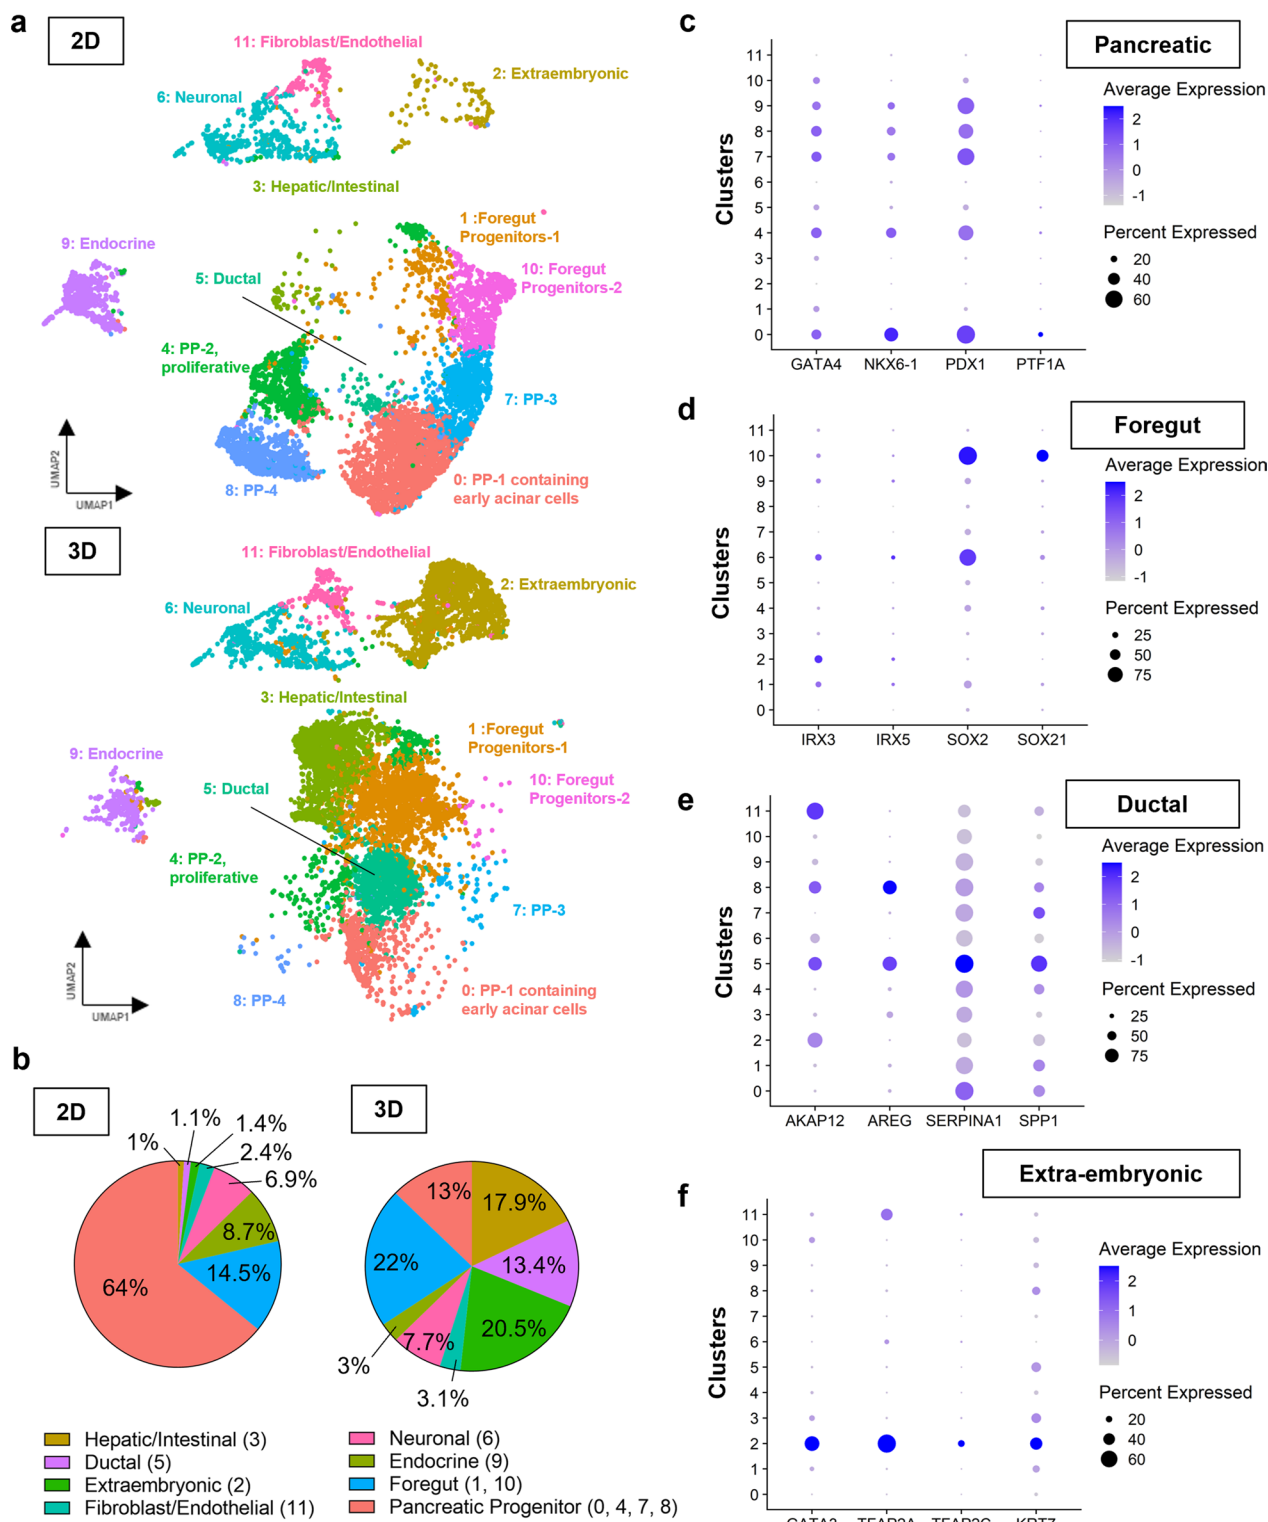 a
2D
11: Fibroblast/Endothelial
2: Extraembryonic
6: Neuronal
3: Hepatic/Intestinal
1 :Foregut
Progenitors-1
9: Endocrine
5: Ductal
10: Foregut
Progenitors-2
4: PP-2,
proliferative
7: PP-3
8: PP-4
0: PP-1 containing
early acinar cells
UMAP2
UMAP1
3D
11: Fibroblast/Endothelial
2: Extraembryonic
6: Neuronal
3: Hepatic/Intestinal
1 :Foregut
Progenitors-1
9: Endocrine
5: Ductal
10: Foregut
Progenitors-2
4: PP-2,
proliferative
7: PP-3
8: PP-4
0: PP-1 containing
early acinar cells
UMAP2
UMAP1
b
2D
1%
1.1%
1.4%
2.4%
6.9%
8.7%
14.5%
64%
3D
13%
17.9%
22%
13.4%
20.5%
7.7%
3%
3.1%
Hepatic/Intestinal (3)
Ductal (5)
Extraembryonic (2)
Fibroblast/Endothelial (11)
Neuronal (6)
Endocrine (9)
Foregut (1, 10)
Pancreatic Progenitor (0, 4, 7, 8)
c
Pancreatic
Clusters
11
10
9
8
7
6
5
4
3
2
1
0
GATA4 NKX6-1 PDX1 PTF1A
Average Expression
2
1
0
-1
Percent Expressed
20
40
60
d
Foregut
Clusters
11
10
9
8
7
6
5
4
3
2
1
0
IRX3 IRX5 SOX2 SOX21
Average Expression
2
1
0
-1
Percent Expressed
25
50
75
e
Ductal
Clusters
11
10
9
8
7
6
5
4
3
2
1
0
AKAP12 AREG SERPINA1 SPP1
Average Expression
2
1
0
-1
Percent Expressed
25
50
75
f
Extra-embryonic
Clusters
11
10
9
8
7
6
5
4
3
2
1
0
Average Expression
2
1
0
Percent Expressed
20
40
60